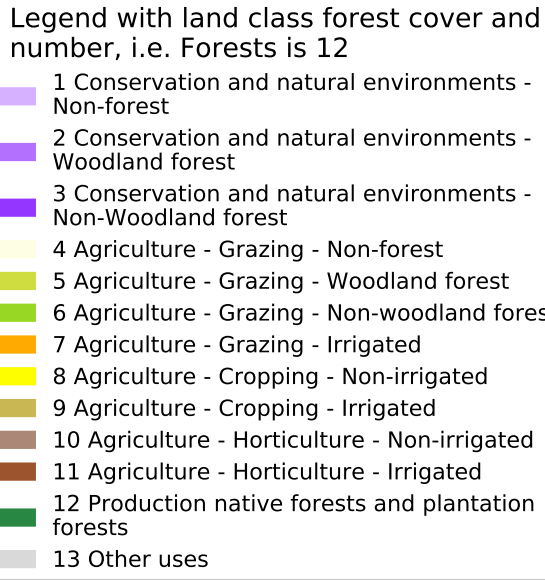 Legend with land class forest cover and
number, i.e. Forests is 12
1 Conservation and natural environments -
Non-forest
2 Conservation and natural environments -
Woodland forest
3 Conservation and natural environments -
Non-Woodland forest
4 Agriculture - Grazing - Non-forest
5 Agriculture - Grazing - Woodland forest
6 Agriculture - Grazing - Non-woodland fores
7 Agriculture - Grazing - Irrigated
8 Agriculture - Cropping - Non-irrigated
9 Agriculture - Cropping - Irrigated
10 Agriculture - Horticulture - Non-irrigated
11 Agriculture - Horticulture - Irrigated
12 Production native forests and plantation
forests
13 Other uses